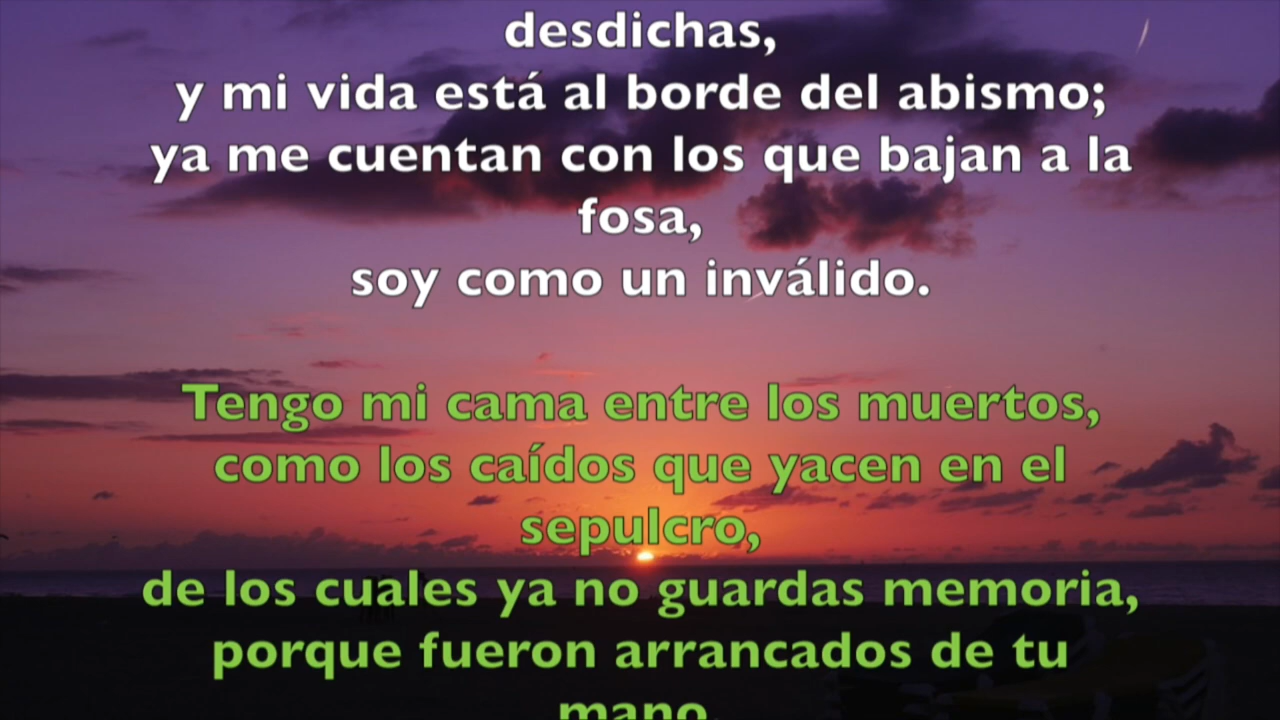 desdichas,
y mi vida está al borde del abismo;
ya me cuentan con los que bajan a la
fosa,
soy como un inválido.
Tengo mi cama entre los muertos,
como los caídos que yacen en el
sepulcro,
de los cuales ya no guardas memoria,
porque fueron arrancados de tu
mano.